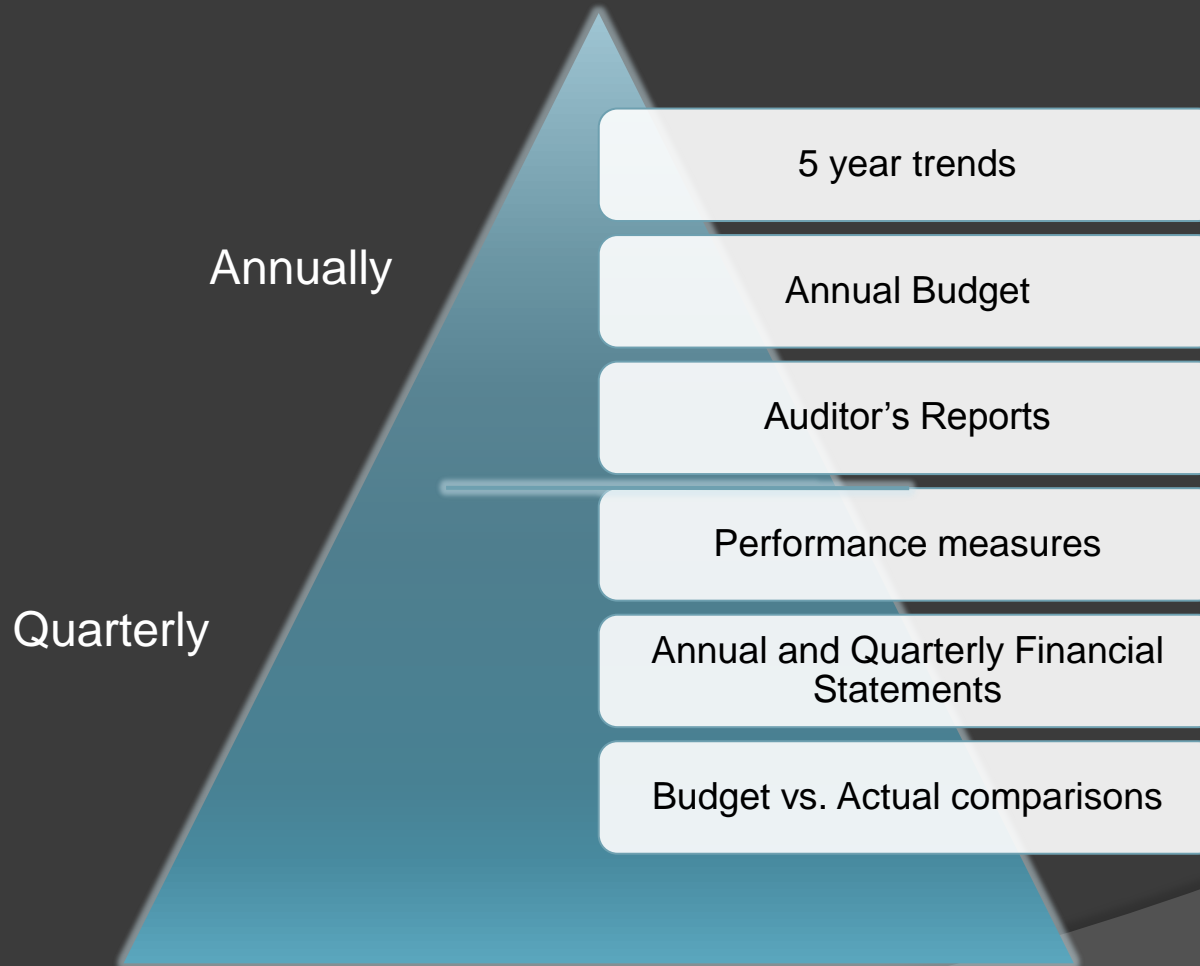 5 year trends
Annually
Annual Budget
Auditor’s Reports
Performance measures
Quarterly
Annual and Quarterly Financial
Statements
Budget vs. Actual comparisons